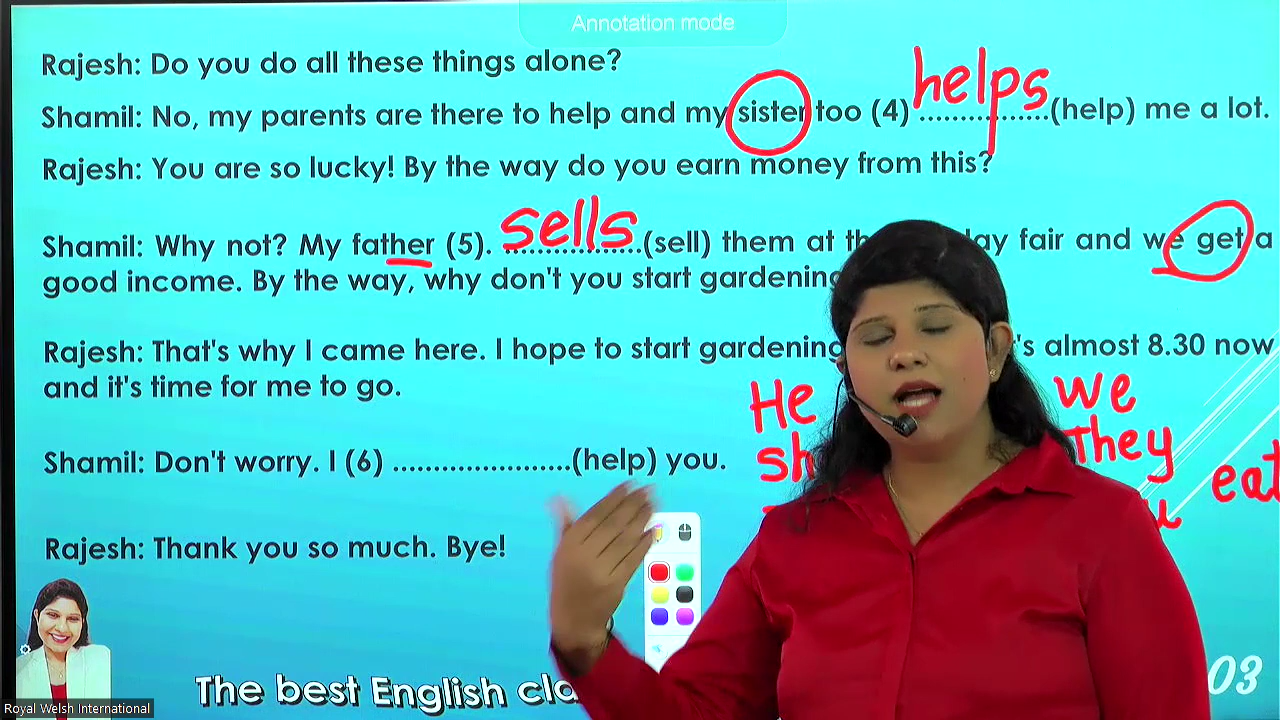 Annotation mode
Rajesh: Do you do all these things alone?
helps
Shamil: No, my parents are there to help and my sister too (4) ................(help) me a lot.
Rajesh: You are so lucky! By the way do you earn money from this?
sells
Shamil: Why not? My father (5). ..................(sell) them at fair and we get a
good income. By the way, why don't you start gardening
Rajesh: That's why I came here. I hope to start gardening almost 8.30 now
and it's time for me to go.
He We
They
Shamil: Don't worry. I (6) .......................(help) you.
eat
Rajesh: Thank you so much. Bye!
The best English
03
Royal Welsh International